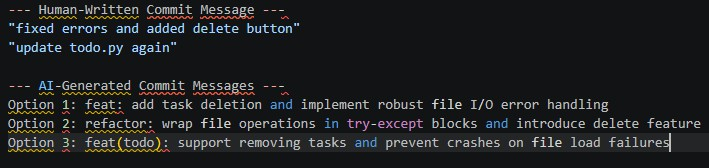 --- Human-Written Commit Message ---
"fixed errors and added delete button"
"update todo.py again"
--- AI-Generated Commit Messages ---
Option 1: feat: add task deletion and implement robust file I/O error handling
Option 2: refactor: wrap file operations in try-except blocks and introduce delete feature
Option 3: feat(todo): support removing tasks and prevent crashes on file load failures